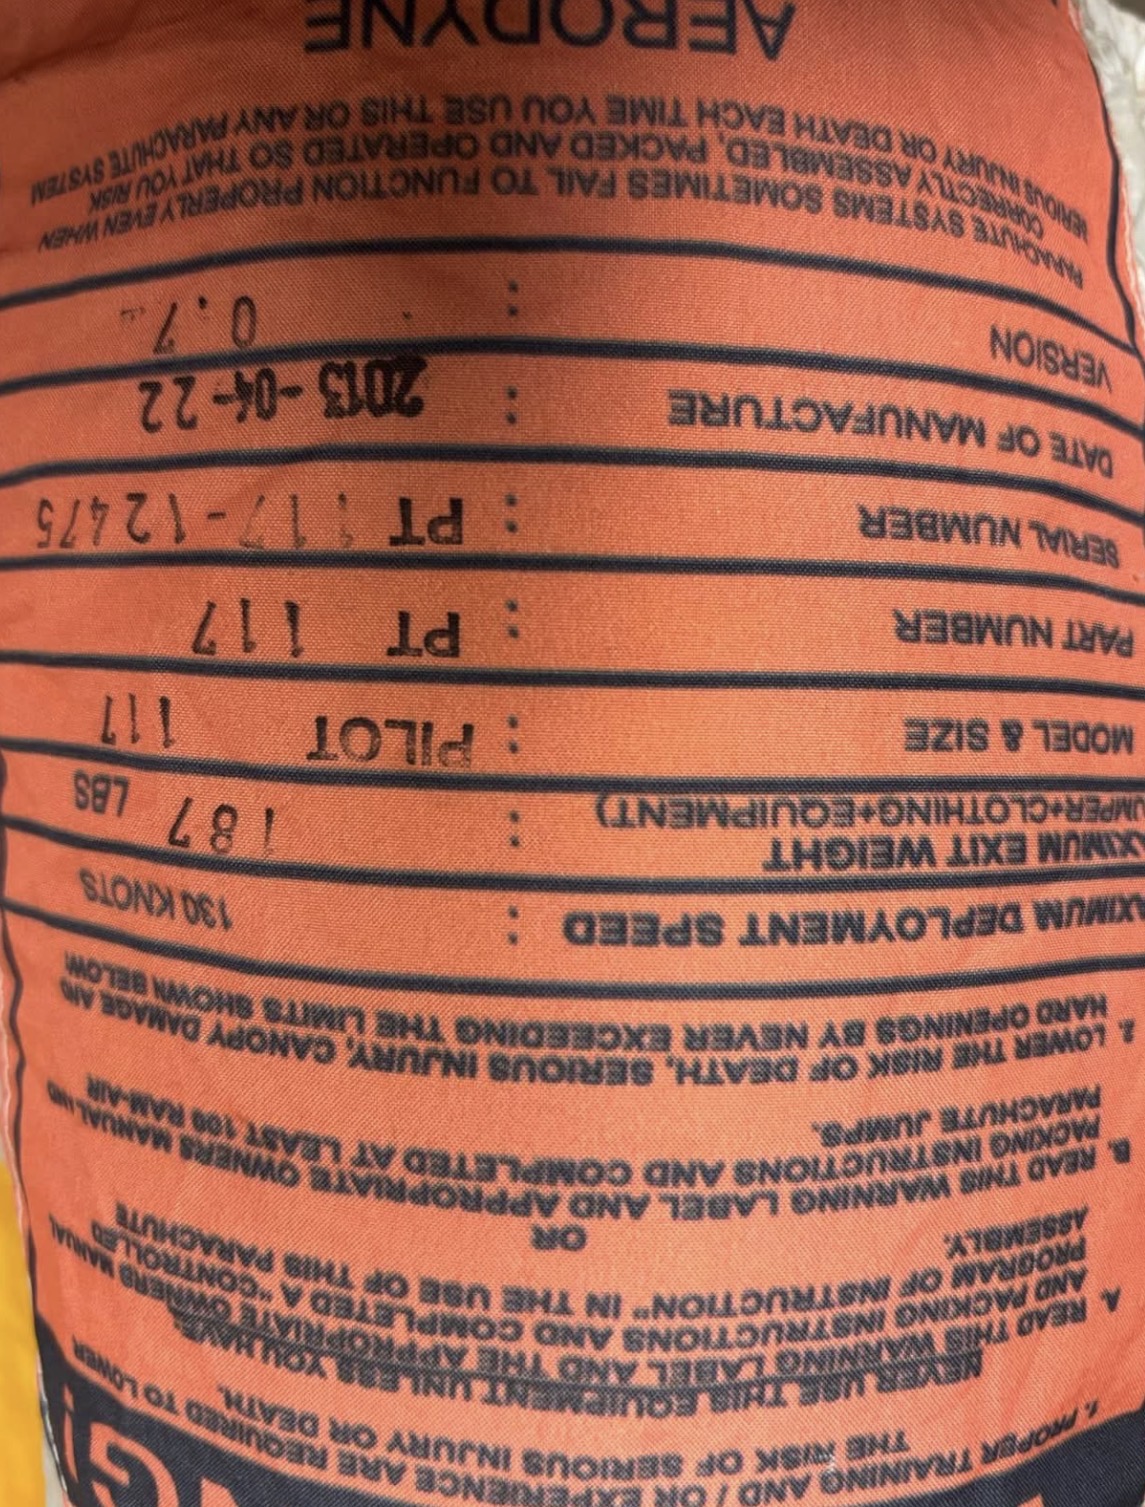 1. PROPER TRAINING AND / OR EXPERIENCE ARE REQUIRED TO LOWER
THE RISK OF SERIOUS INJURY OR DEATH.
NEVER USE THIS EQUIPMENT UNLESS YOU HAVE:
A. READ THIS WARNING LABEL AND THE APPROPRIATE OWNERS MANUAL
AND PACKING INSTRUCTIONS AND COMPLETED A "CONTROLLED
PROGRAM OF INSTRUCTION" IN THE USE OF THIS PARACHUTE
ASSEMBLY.
OR
B. READ THIS WARNING LABEL AND APPROPRIATE OWNERS MANUAL AND
PACKING INSTRUCTIONS AND COMPLETED AT LEAST 100 RAM-AIR
PARACHUTE JUMPS.
2. LOWER THE RISK OF DEATH, SERIOUS INJURY, CANOPY DAMAGE AND
HARD OPENINGS BY NEVER EXCEEDING THE LIMITS SHOWN BELOW
AXIMUM DEPLOYMENT SPEED : 130 KNOTS
AXIMUM EXIT WEIGHT
UMPER+CLOTHING+EQUIPMENT) : 187 LBS
MODEL & SIZE : PILOT 117
PART NUMBER : PT 117
SERIAL NUMBER : PT 117-12475
DATE OF MANUFACTURE : 2013-04-22
VERSION : 0.7
PARACHUTE SYSTEMS SOMETIMES FAIL TO FUNCTION PROPERLY EVEN WHEN
CORRECTLY ASSEMBLED, PACKED AND OPERATED SO THAT YOU RISK
SERIOUS INJURY OR DEATH EACH TIME YOU USE THIS OR ANY PARACHUTE SYSTEM
AERODYNE